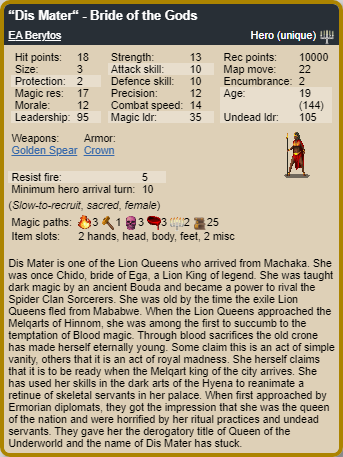 “Dis Mater“ - Bride of the Gods
EA Berytos Hero (unique)
Hit points: 18 Strength: 13 Rec points: 10000
Size: 3 Attack skill: 10 Map move: 22
Protection: 2 Defence skill: 10 Encumbrance: 2
Magic res: 17 Precision: 12 Age: 19
Morale: 12 Combat speed: 14 (144)
Leadership: 95 Magic ldr: 35 Undead ldr: 105
Weapons: Armor:
Golden Spear Crown
Resist fire: 5
Minimum hero arrival turn: 10
(Slow-to-recruit, sacred, female)
Magic paths: 3 1 3 3 2 25
Item slots: 2 hands, head, body, feet, 2 misc
Dis Mater is one of the Lion Queens who arrived from Machaka. She
was once Chido, bride of Ega, a Lion King of legend. She was taught
dark magic by an ancient Bouda and became a power to rival the
Spider Clan Sorcerers. She was old by the time the exile Lion
Queens fled from Mababwe. When the Lion Queens approached the
Melqarts of Hinnom, she was among the first to succumb to the
temptation of Blood magic. Through blood sacrifices the old crone
has made herself eternally young. Some claim this is an act of simple
vanity, others that it is an act of royal madness. She herself claims
that it is to be ready when the Melqart king of the city arrives. She
has used her skills in the dark arts of the Hyena to reanimate a
retinue of skeletal servants in her palace. When first approached by
Ermorian diplomats, they got the impression that she was the queen
of the nation and were horrified by her ritual practices and undead
servants. They gave her the derogatory title of Queen of the
Underworld and the name of Dis Mater has stuck.